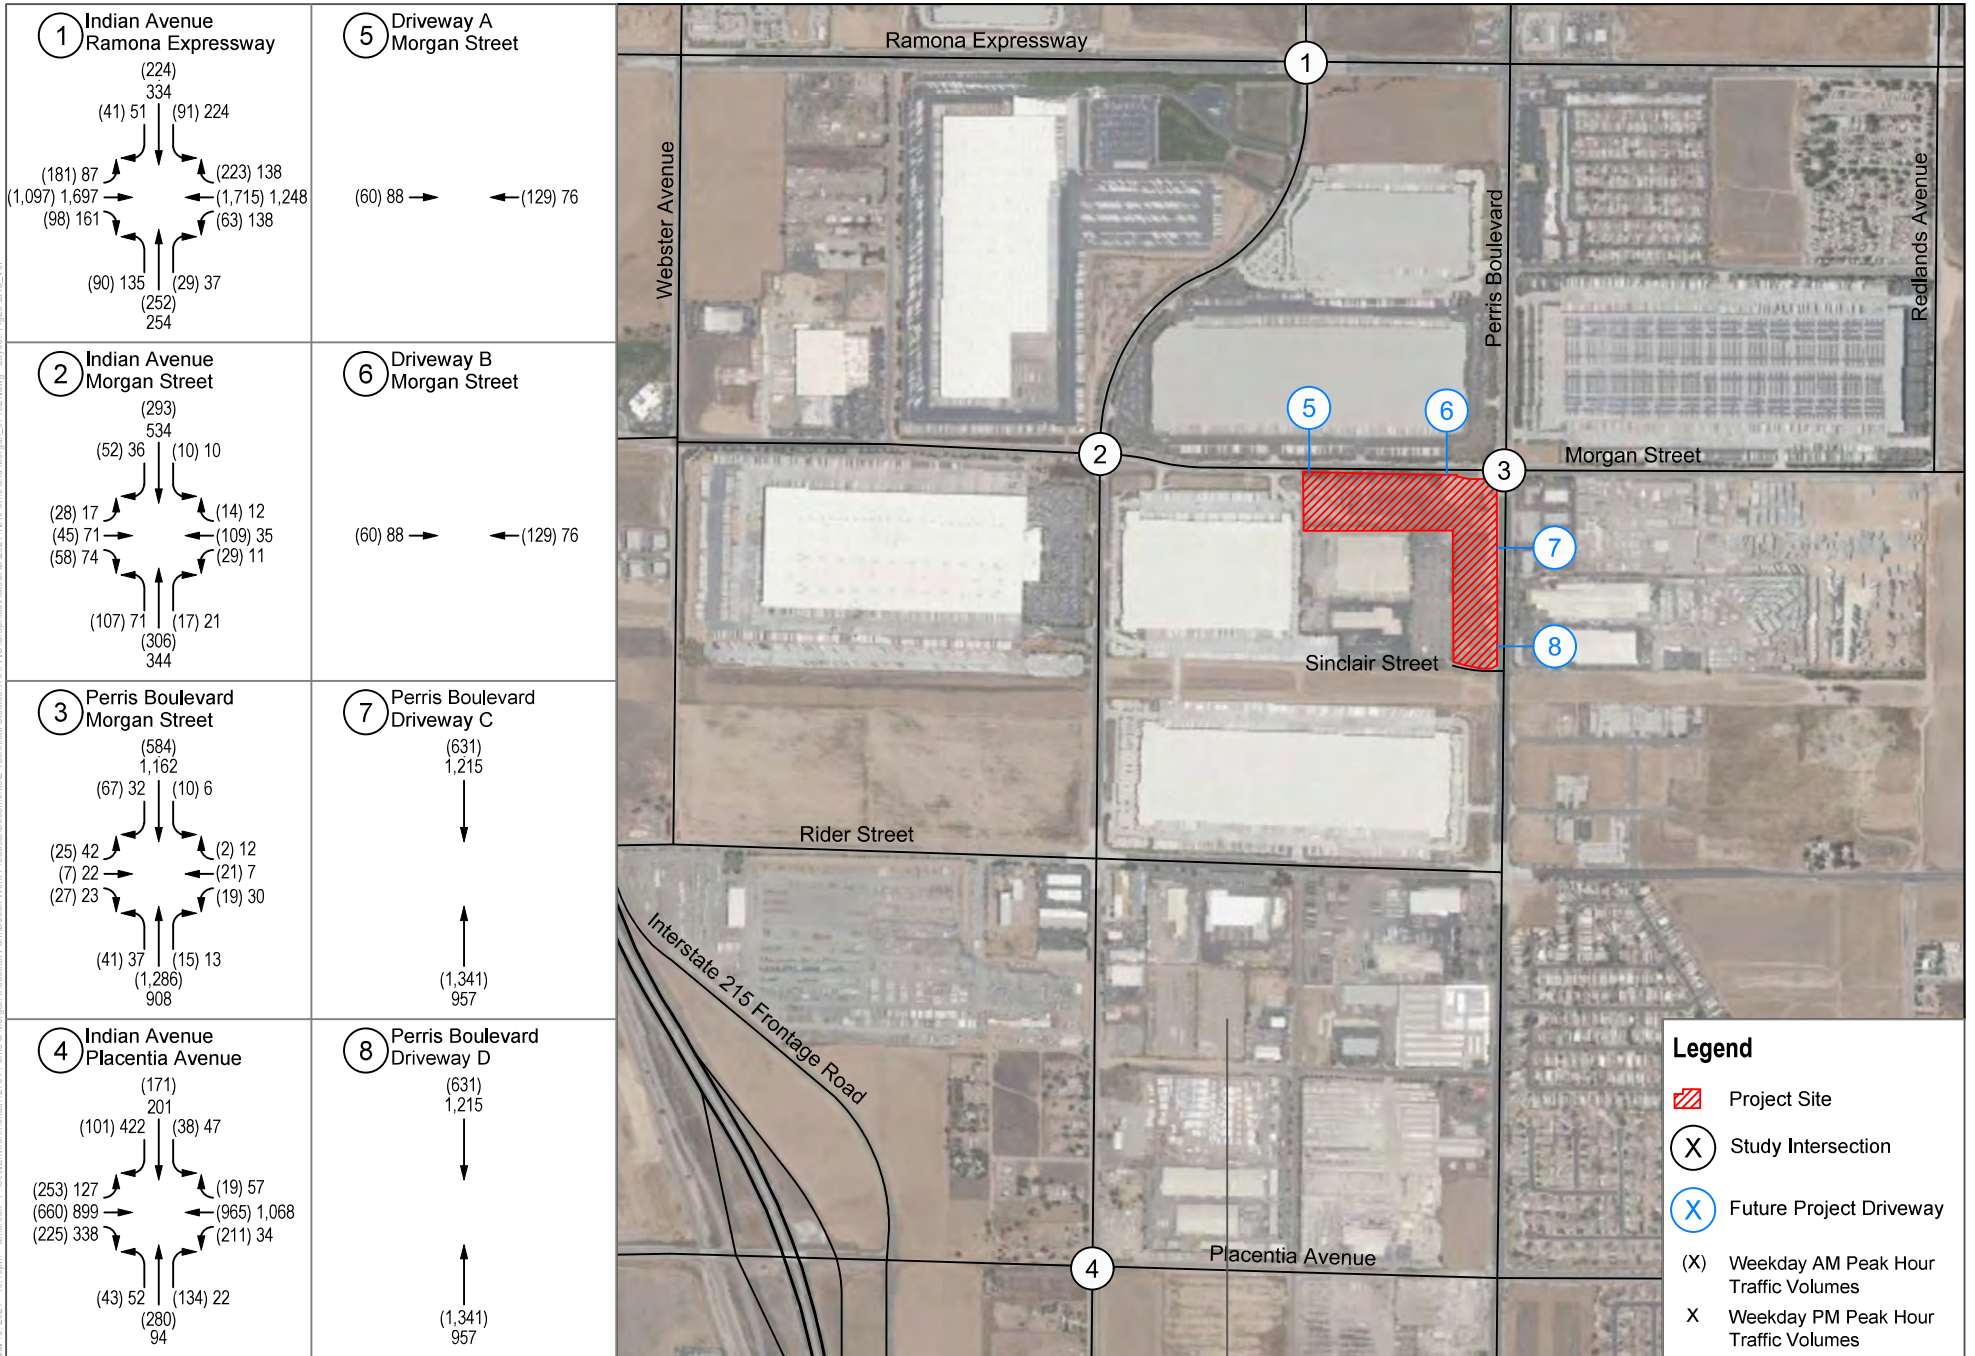 1
Indian Avenue
Ramona Expressway
(224)
334
(41) 51
(91) 224
(181) 87
(1,097) 1,697
(98) 161
(223) 138
(1,715) 1,248
(63) 138
(90) 135
(29) 37
(252)
254
5
Driveway A
Morgan Street
(60) 88
(129) 76
2
Indian Avenue
Morgan Street
(293)
534
(52) 36
(10) 10
(28) 17
(45) 71
(58) 74
(14) 12
(109) 35
(29) 11
(107) 71
(17) 21
(306)
344
6
Driveway B
Morgan Street
(60) 88
(129) 76
3
Perris Boulevard
Morgan Street
(584)
1,162
(67) 32
(10) 6
(25) 42
(7) 22
(27) 23
(2) 12
(21) 7
(19) 30
(41) 37
(15) 13
(1,286)
908
7
Perris Boulevard
Driveway C
(631)
1,215
(1,341)
957
4
Indian Avenue
Placentia Avenue
(171)
201
(101) 422
(38) 47
(253) 127
(660) 899
(225) 338
(19) 57
(965) 1,068
(211) 34
(43) 52
(134) 22
(280)
94
8
Perris Boulevard
Driveway D
(631)
1,215
(1,341)
957
Ramona Expressway
1
Webster Avenue
Perris Boulevard
Redlands Avenue
5
6
2
3
Morgan Street
7
8
Sinclair Street
Rider Street
Interstate 215 Frontage Road
4
Placentia Avenue
Legend
Project Site
X
Study Intersection
X
Future Project Driveway
(X)
Weekday AM Peak Hour
Traffic Volumes
X
Weekday PM Peak Hour
Traffic Volumes